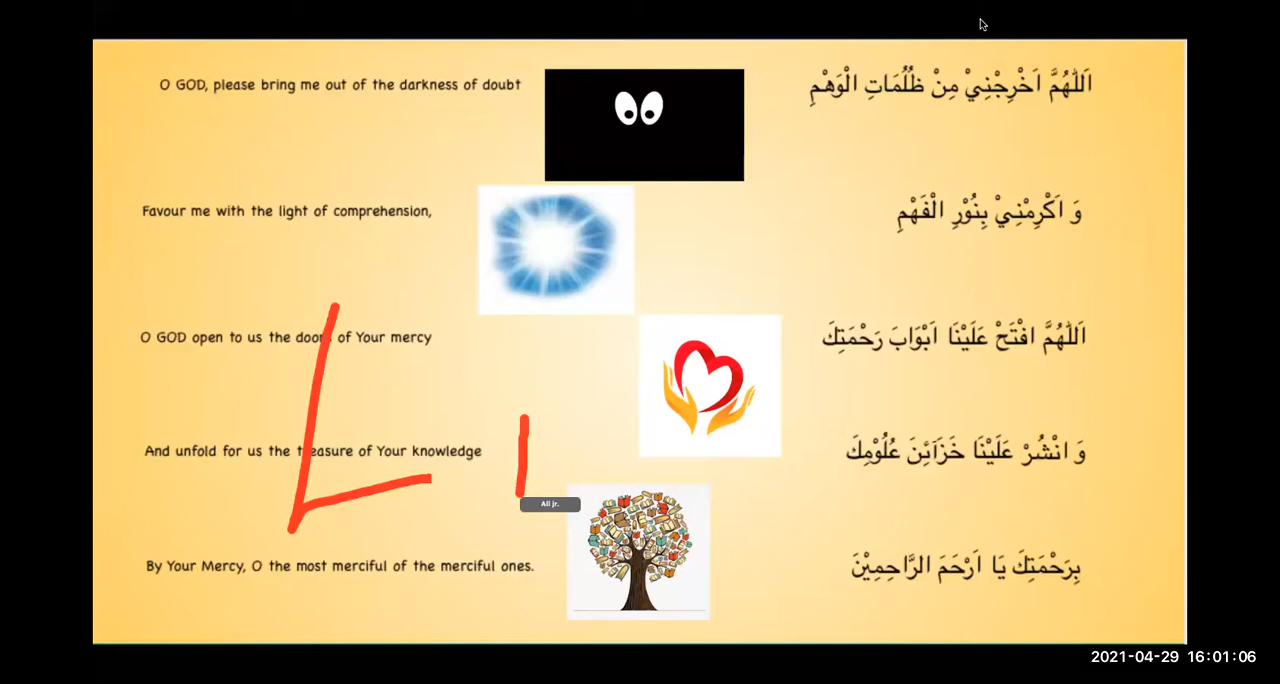 O GOD, please bring me out of the darkness of doubt
اَللّٰهُمَّ اَخْرِجْنِيْ مِنْ ظُلُمَاتِ الْوَهْمِ
Favour me with the light of comprehension,
وَ اَكْرِمْنِيْ بِنُوْرِ الْفَهْمِ
O GOD open to us the doors of Your mercy
اَللّٰهُمَّ افْتَحْ عَلَيْنَا اَبْوَابَ رَحْمَتِكَ
And unfold for us the treasure of Your knowledge
وَ انْشُرْ عَلَيْنَا خَزَائِنَ عُلُوْمِكَ
Ali jr.
By Your Mercy, O the most merciful of the merciful ones.
بِرَحْمَتِكَ يَا اَرْحَمَ الرَّاحِمِيْنَ
2021-04-29 16:01:06